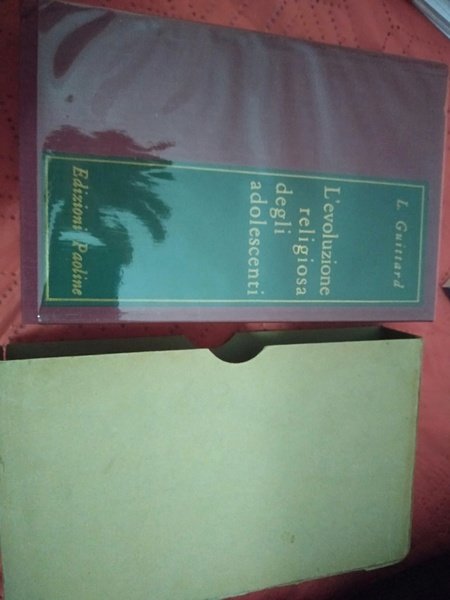 L. Guittard
L'evoluzione
religiosa
degli
adolescenti
Edizioni Paoline